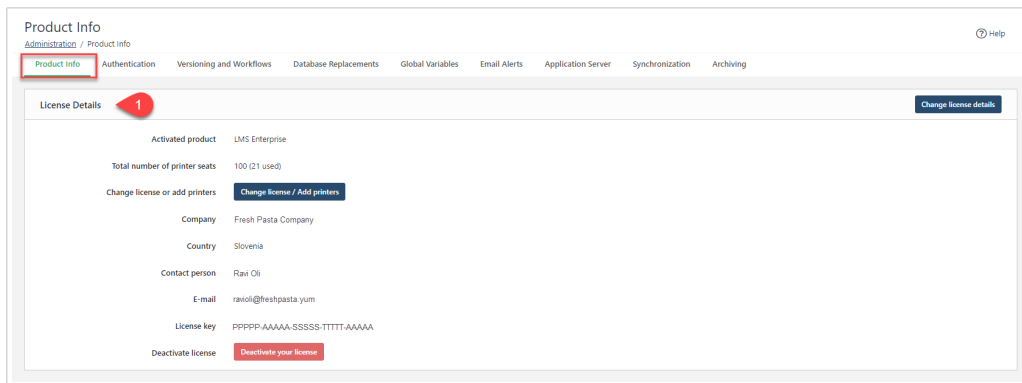 Product Info
Help
Administration / Product Info
Product Info Authentication Versioning and Workflows Database Replacements Global Variables Email Alerts Application Server Synchronization Archiving
License Details 1 Change license details
Activated product LMS Enterprise
Total number of printer seats 100 (21 used)
Change license or add printers Change license / Add printers
Company Fresh Pasta Company
Country Slovenia
Contact person Ravi Oli
E-mail ravioli@freshpasta.yum
License key PPPPP-AAAAA-SSSSS-TTTTT-AAAAA
Deactivate license Deactivate your license